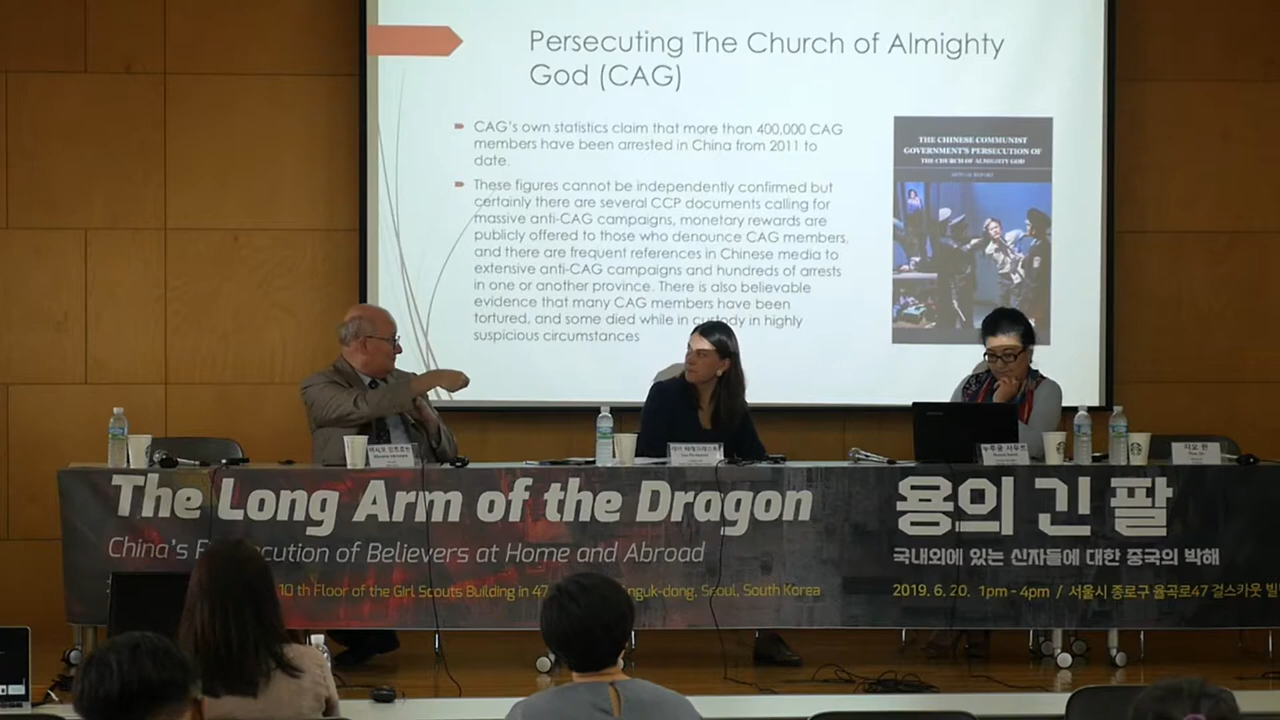 Persecuting The Church of Almighty
God (CAG)
CAG's own statistics claim that more than 400,000 CAG
members have been arrested in China from 2011 to
date.
These figures cannot be independently confirmed but
certainly there are several CCP documents calling for
massive anti-CAG campaigns, monetary rewards are
publicly offered to those who denounce CAG members,
and there are frequent references in Chinese media to
extensive anti-CAG campaigns and hundreds of arrests
in one or another province. There is also believable
evidence that many CAG members have been
tortured, and some died while in custody in highly
suspicious circumstances
THE CHINESE COMMUNIST
GOVERNMENT'S PERSECUTION OF
THE CHURCH OF ALMIGHTY GOD
ANNUAL REPORT
The Long Arm of the Dragon
China's Persecution of Believers at Home and Abroad
10 th Floor of the Girl Scouts Building in 47
guk-dong, Seoul, South Korea
용의 긴 팔
국내외에 있는 신자들에 대한 중국의 박해
2019. 6. 20. 1pm - 4pm / 서울시 종로구 율곡로47 걸스카웃